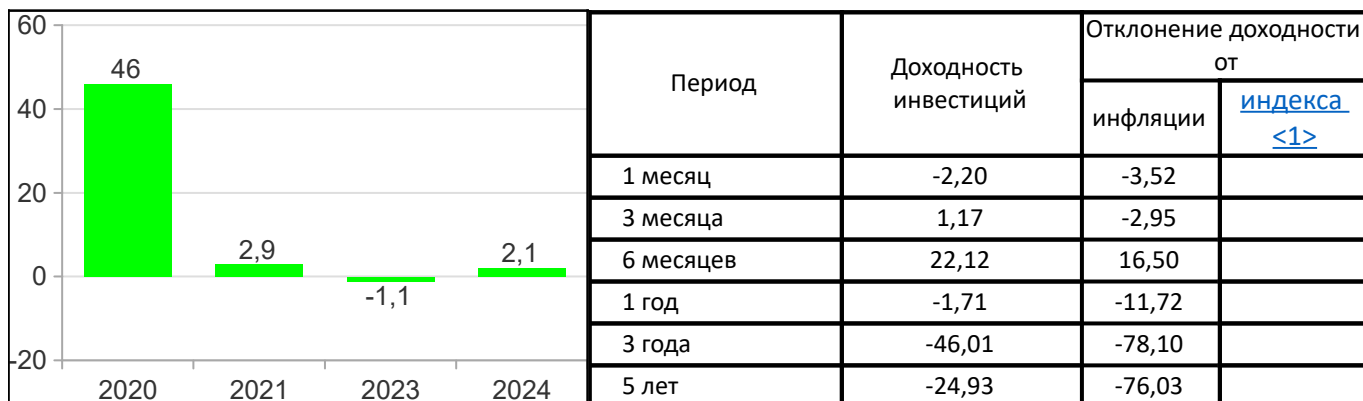 60
40
20
0
-20
46
2,9
-1,1
2,1
2020 2021 2023 2024
Период
Доходность
инвестиций
Отклонение доходности
от
инфляции
индекса
<1>
1 месяц -2,20 -3,52
3 месяца 1,17 -2,95
6 месяцев 22,12 16,50
1 год -1,71 -11,72
3 года -46,01 -78,10
5 лет -24,93 -76,03